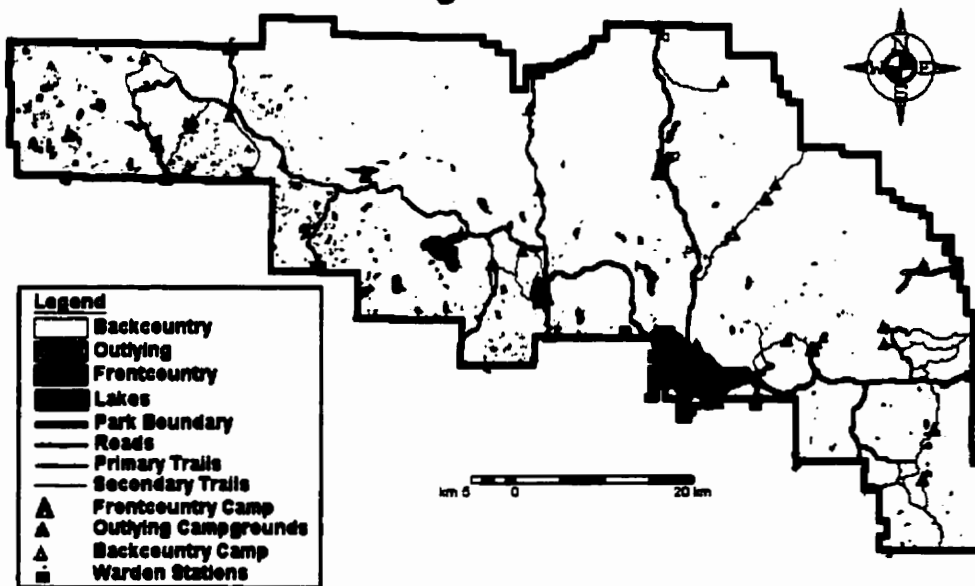 N
E
S
Legend
Backcountry
Outlying
Frontcountry
Lakes
Park Boundary
Roads
Primary Trails
Secondary Trails
Frontcountry Camp
Outlying Campgrounds
Backcountry Camp
Warden Stations
km 5 0 20 km